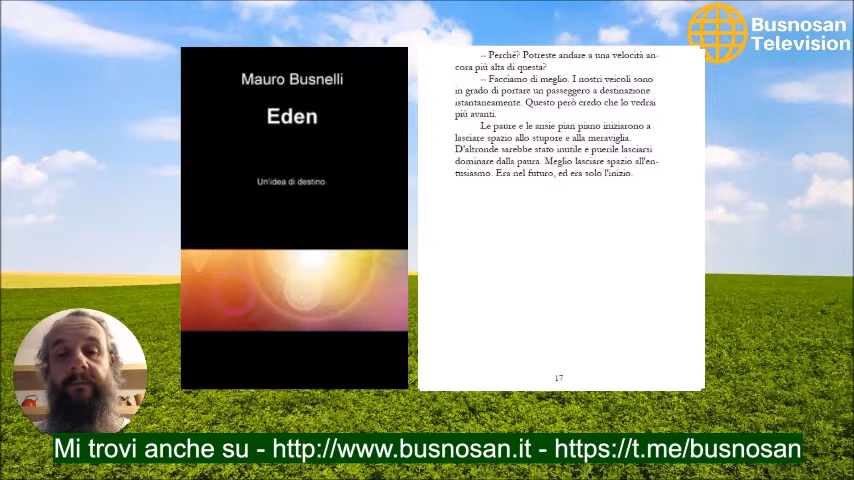 Busnosan
Television
Mauro Busnelli
Eden
Un'idea di destino
– Perché? Potreste andare a una velocità an-
cora più alta di questa?
– Facciamo di meglio. I nostri veicoli sono
in grado di portare un passeggero a destinazione
istantaneamente. Questo però credo che lo vedrai
più avanti.
Le paure e le ansie pian piano iniziarono a
lasciare spazio allo stupore e alla meraviglia.
D'altronde sarebbe stato inutile e puerile lasciarsi
dominare dalla paura. Meglio lasciare spazio all'en-
tusiasmo. Era nel futuro, ed era solo l'inizio.
17
Mi trovi anche su - http://www.busnosan.it - https://t.me/busnosan